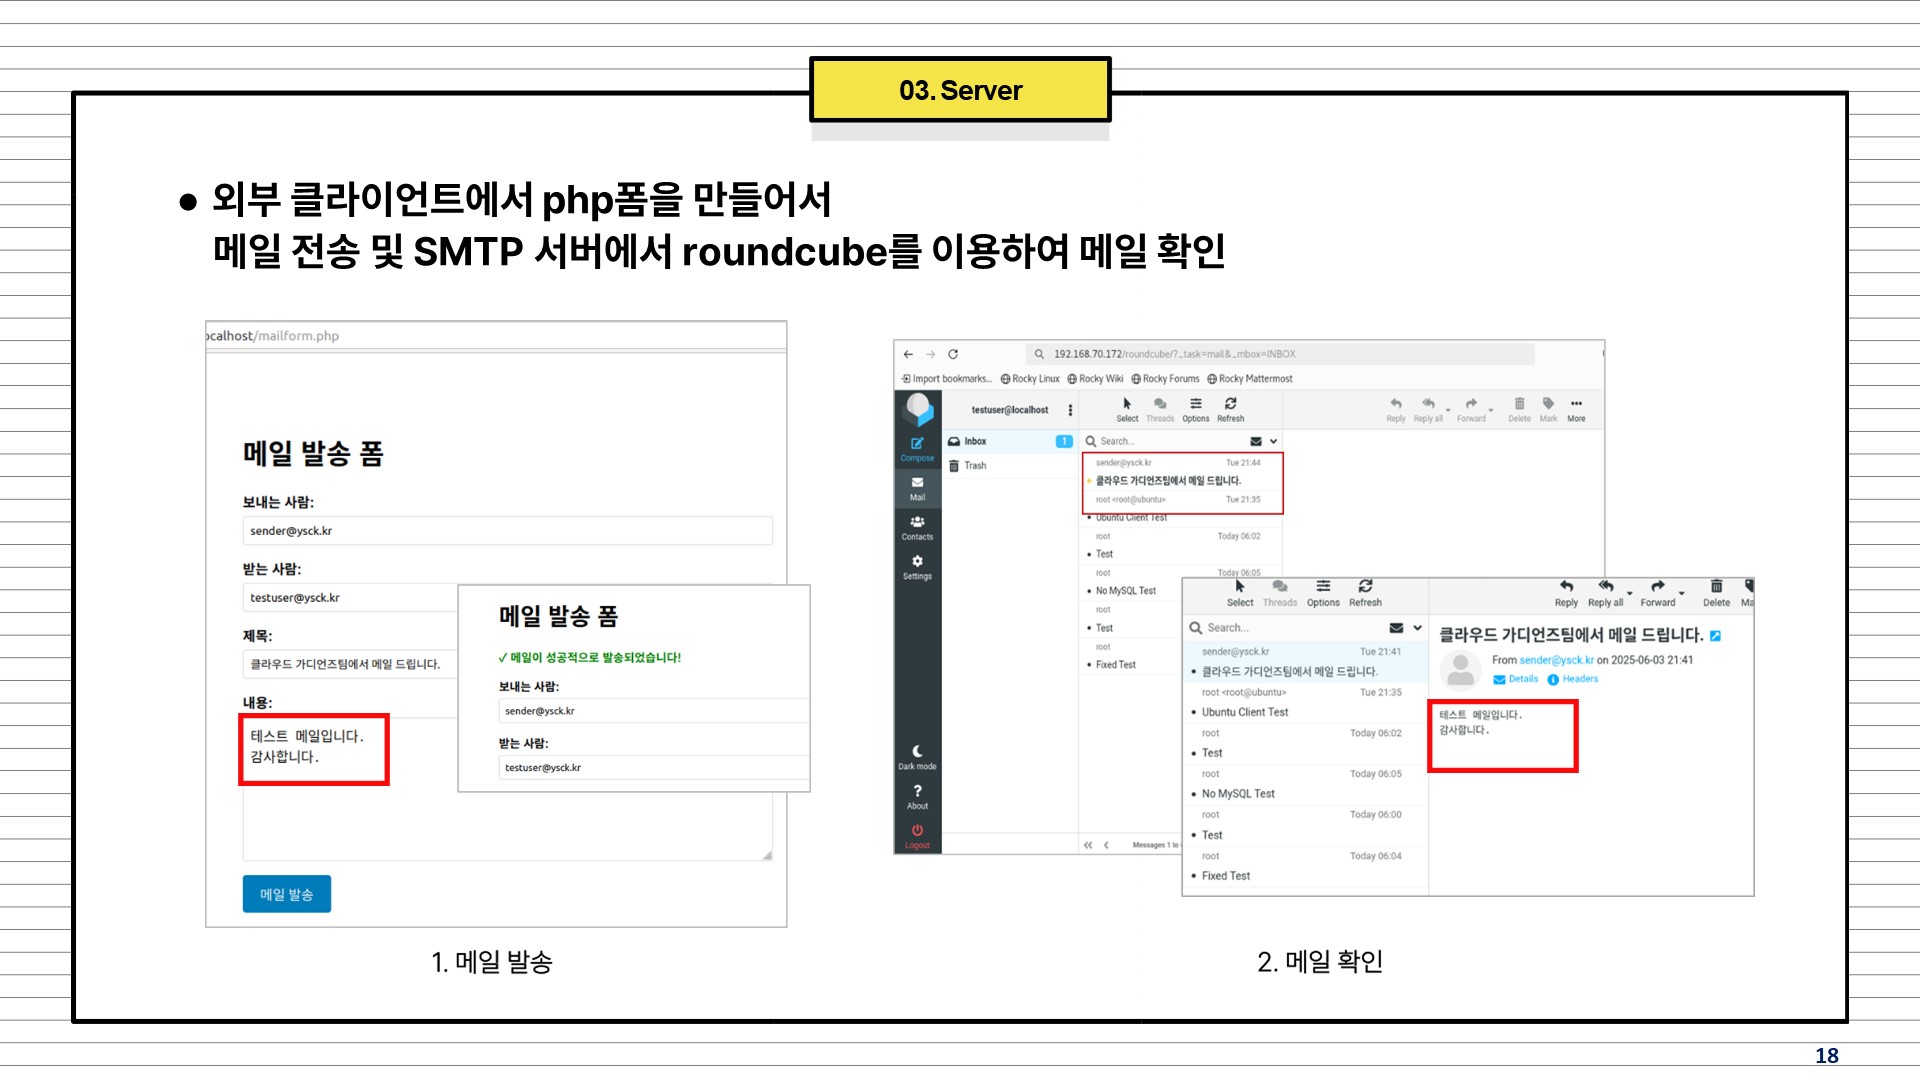 03. Server
● 외부 클라이언트에서 php폼을 만들어서
메일 전송 및 SMTP 서버에서 roundcube를 이용하여 메일 확인
ocalhost/mailform.php
메일 발송 폼
보내는 사람:
sender@ysck.kr
받는 사람:
testuser@ysck.kr
제목:
클라우드 가디언즈팀에서 메일 드립니다.
내용:
테스트 메일입니다.
감사합니다.
메일 발송
메일 발송 폼
✓ 메일이 성공적으로 발송되었습니다!
보내는 사람:
sender@ysck.kr
받는 사람:
testuser@ysck.kr
1. 메일 발송
192.168.70.172/roundcube/?_task=mail&_mbox=INBOX
Import bookmarks... Rocky Linux Rocky Wiki Rocky Forums Rocky Mattermost
testuser@localhost
Select Threads Options Refresh
Reply Reply all Forward Delete Mark More
Compose
Mail
Contacts
Settings
Dark mode
About
Logout
Inbox 1
Trash
Search...
sender@ysck.kr Tue 21:44
클라우드 가디언즈팀에서 메일 드립니다.
root <root@ubuntu> Tue 21:35
Ubuntu Client Test
root Today 06:02
Test
root Today 06:05
No MySQL Test
root
Test
root
Fixed Test
Messages 1 to
Select Threads Options Refresh
Reply Reply all Forward Delete Ma
Search...
sender@ysck.kr Tue 21:41
클라우드 가디언즈팀에서 메일 드립니다.
root <root@ubuntu> Tue 21:35
Ubuntu Client Test
root Today 06:02
Test
root Today 06:05
No MySQL Test
root Today 06:00
Test
root Today 06:04
Fixed Test
클라우드 가디언즈팀에서 메일 드립니다.
From sender@ysck.kr on 2025-06-03 21:41
Details Headers
테스트 메일입니다.
감사합니다.
2. 메일 확인
18